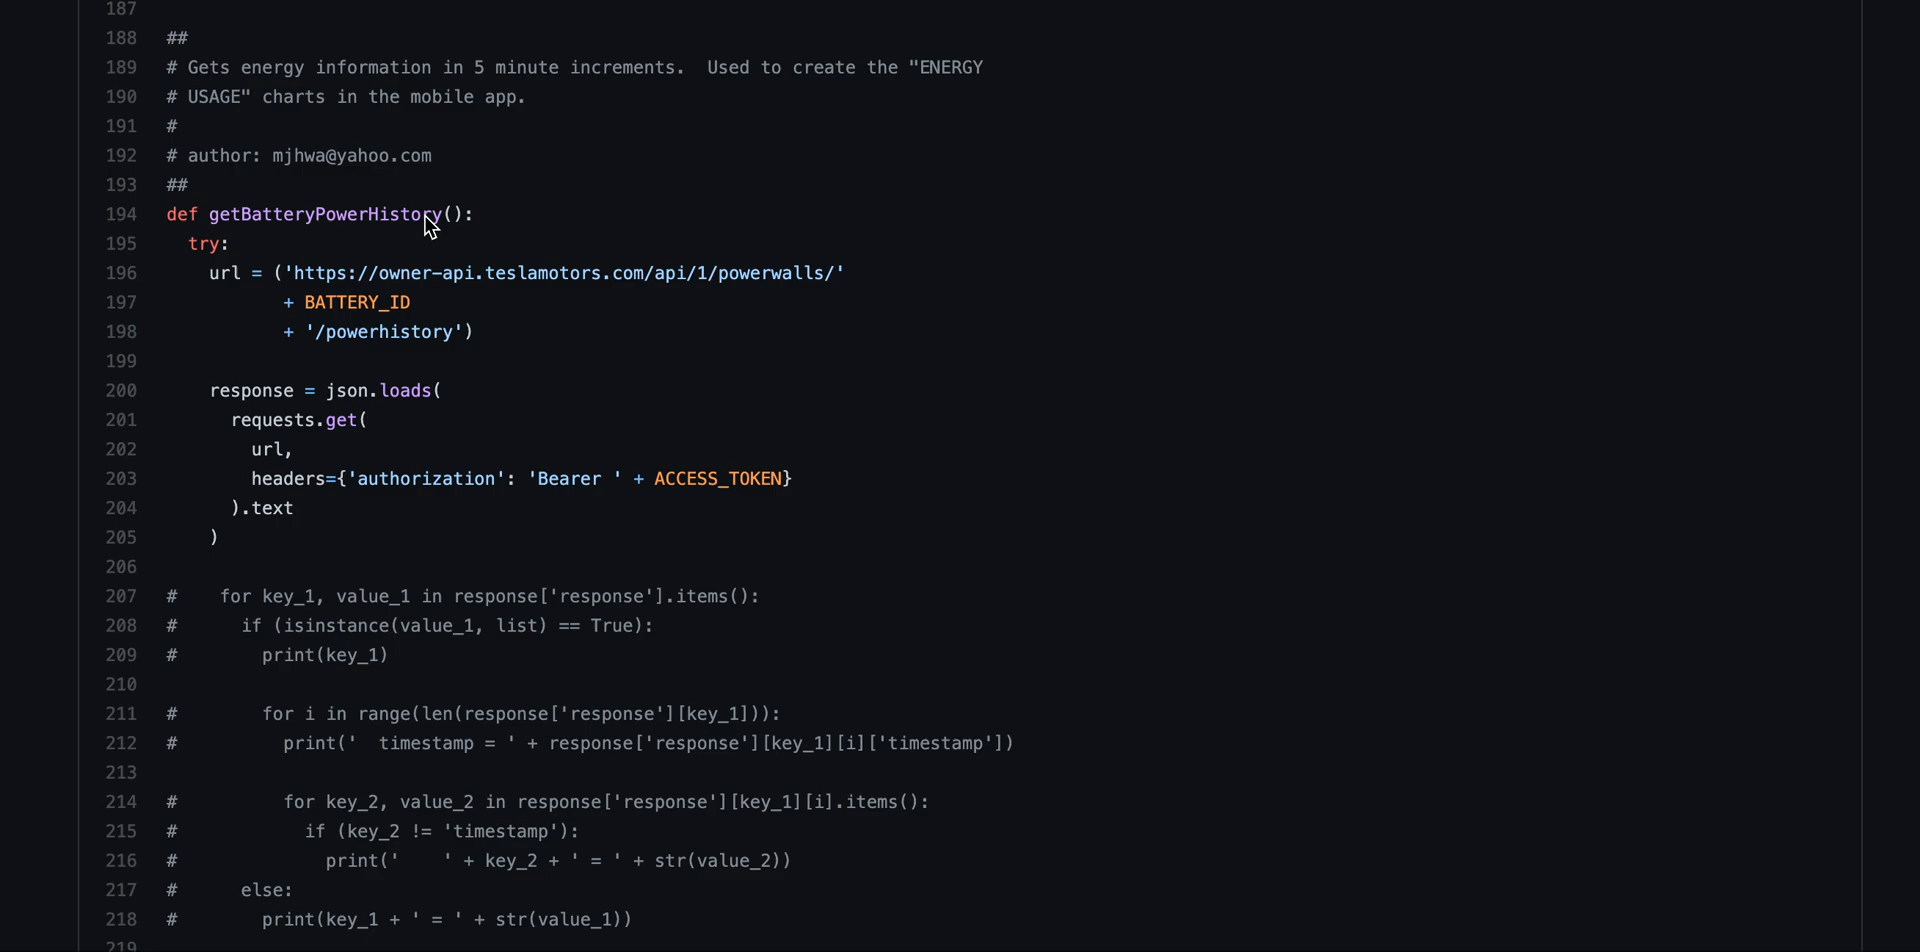 187
188 ##
189 # Gets energy information in 5 minute increments.  Used to create the "ENERGY
190 # USAGE" charts in the mobile app.
191 #
192 # author: mjhwa@yahoo.com
193 ##
194 def getBatteryPowerHistory():
195   try:
196     url = ('https://owner-api.teslamotors.com/api/1/powerwalls/'
197            + BATTERY_ID
198            + '/powerhistory')
199
200     response = json.loads(
201       requests.get(
202         url,
203         headers={'authorization': 'Bearer ' + ACCESS_TOKEN}
204       ).text
205     )
206
207 #    for key_1, value_1 in response['response'].items():
208 #      if (isinstance(value_1, list) == True):
209 #        print(key_1)
210
211 #        for i in range(len(response['response'][key_1])):
212 #          print('  timestamp = ' + response['response'][key_1][i]['timestamp'])
213
214 #          for key_2, value_2 in response['response'][key_1][i].items():
215 #            if (key_2 != 'timestamp'):
216 #              print('    ' + key_2 + ' = ' + str(value_2))
217 #      else:
218 #        print(key_1 + ' = ' + str(value_1))
219